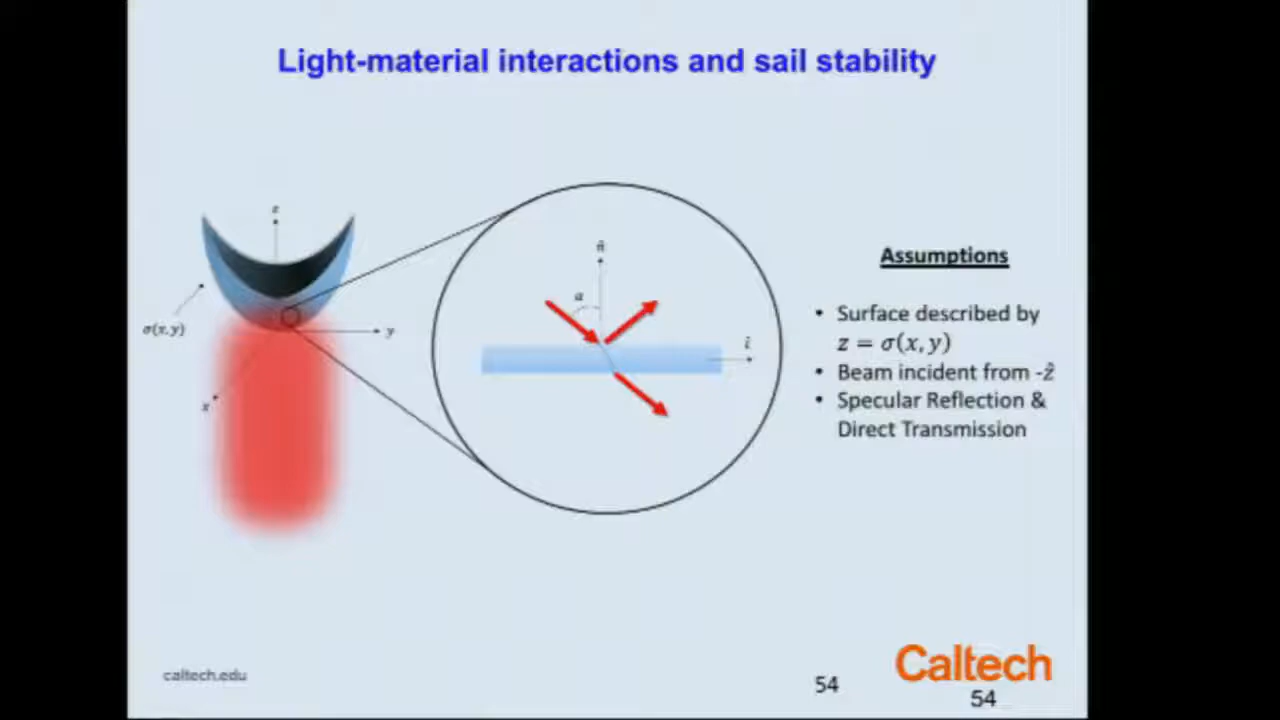 Light-material interactions and sail stability
z
σ(x,y)
y
x
n̂
α
t̂
Assumptions
• Surface described by
z = σ(x, y)
• Beam incident from -ẑ
• Specular Reflection &
Direct Transmission
caltech.edu
54
Caltech
54